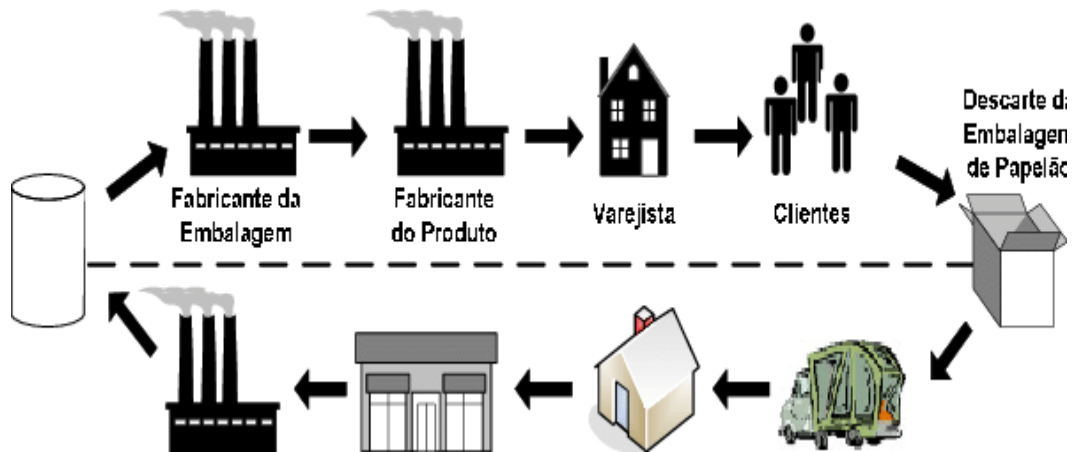 Descarte da
Embalagem
de Papelão
Fabricante da
Embalagem
Fabricante
do Produto
Varejista
Clientes